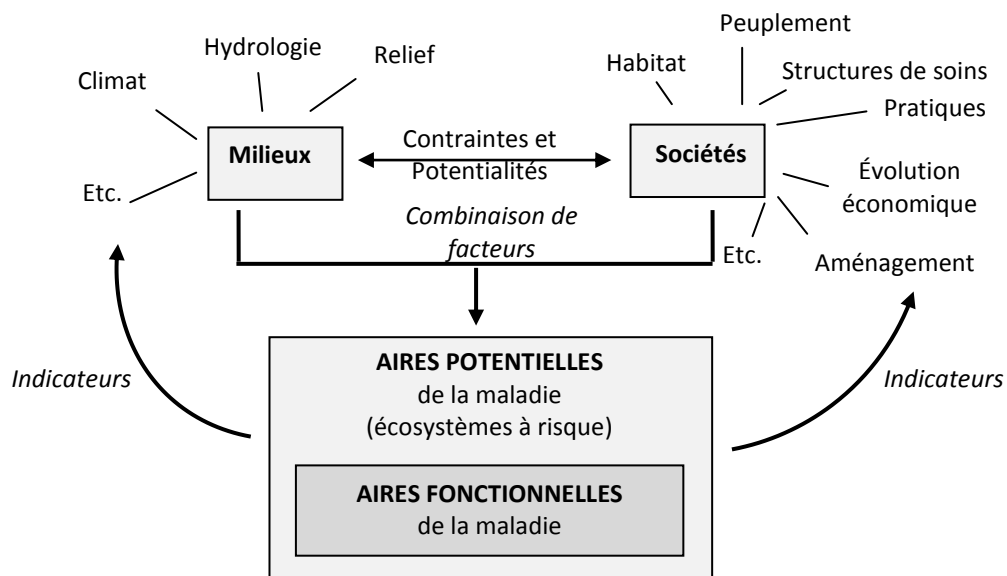 Peuplement
Hydrologie
Relief
Habitat
Structures de soins
Climat
Pratiques
Milieux
Contraintes et
Potentialités
Sociétés
Évolution
économique
Etc.
Combinaison de
facteurs
Etc.
Aménagement
AIRES POTENTIELLES
de la maladie
(écosystèmes à risque)
Indicateurs
Indicateurs
AIRES FONCTIONNELLES
de la maladie